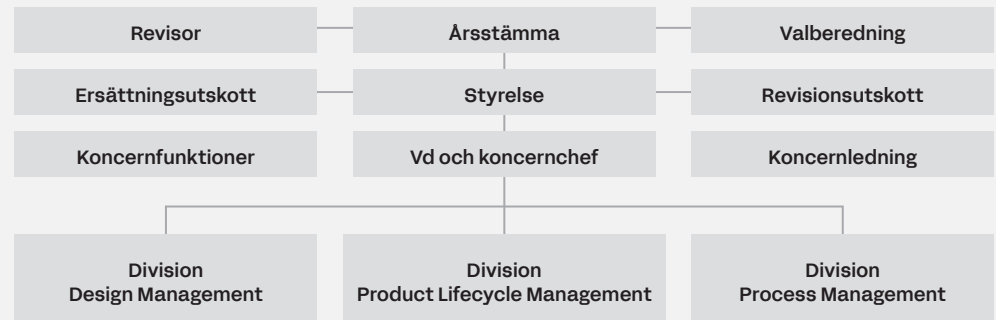 Revisor
Årsstämma
Valberedning
Ersättningsutskott
Styrelse
Revisionsutskott
Koncernfunktioner
Vd och koncernchef
Koncernledning
Division
Design Management
Division
Product Lifecycle Management
Division
Process Management